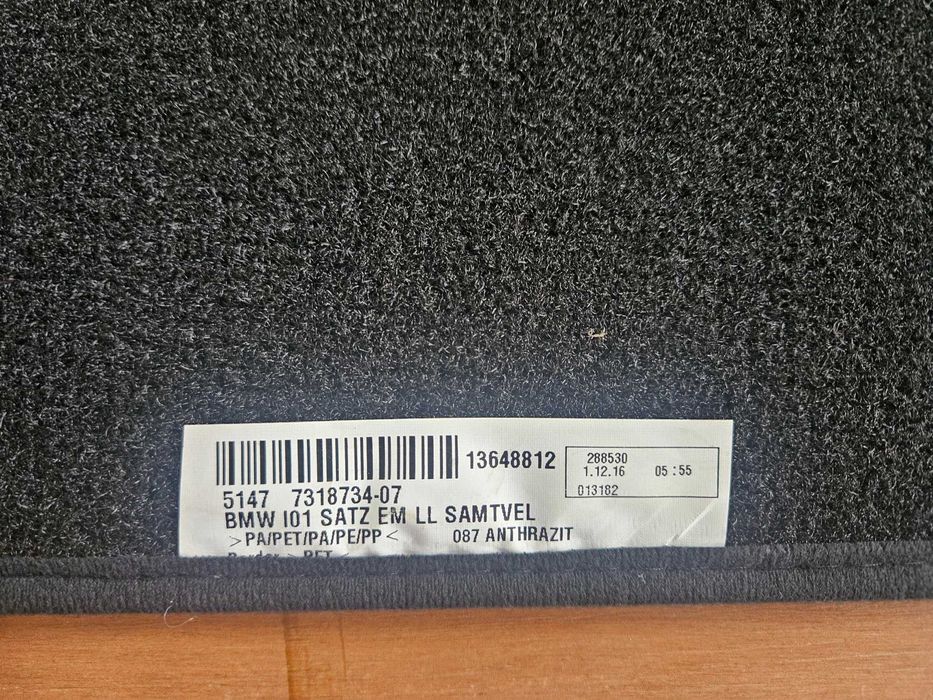 13648812
288530
1.12.16 05:55
013182
5147 7318734-07
BMW I01 SATZ EM LL SAMTVEL
>PA/PET/PA/PE/PP< 087 ANTHRAZIT
> PET <